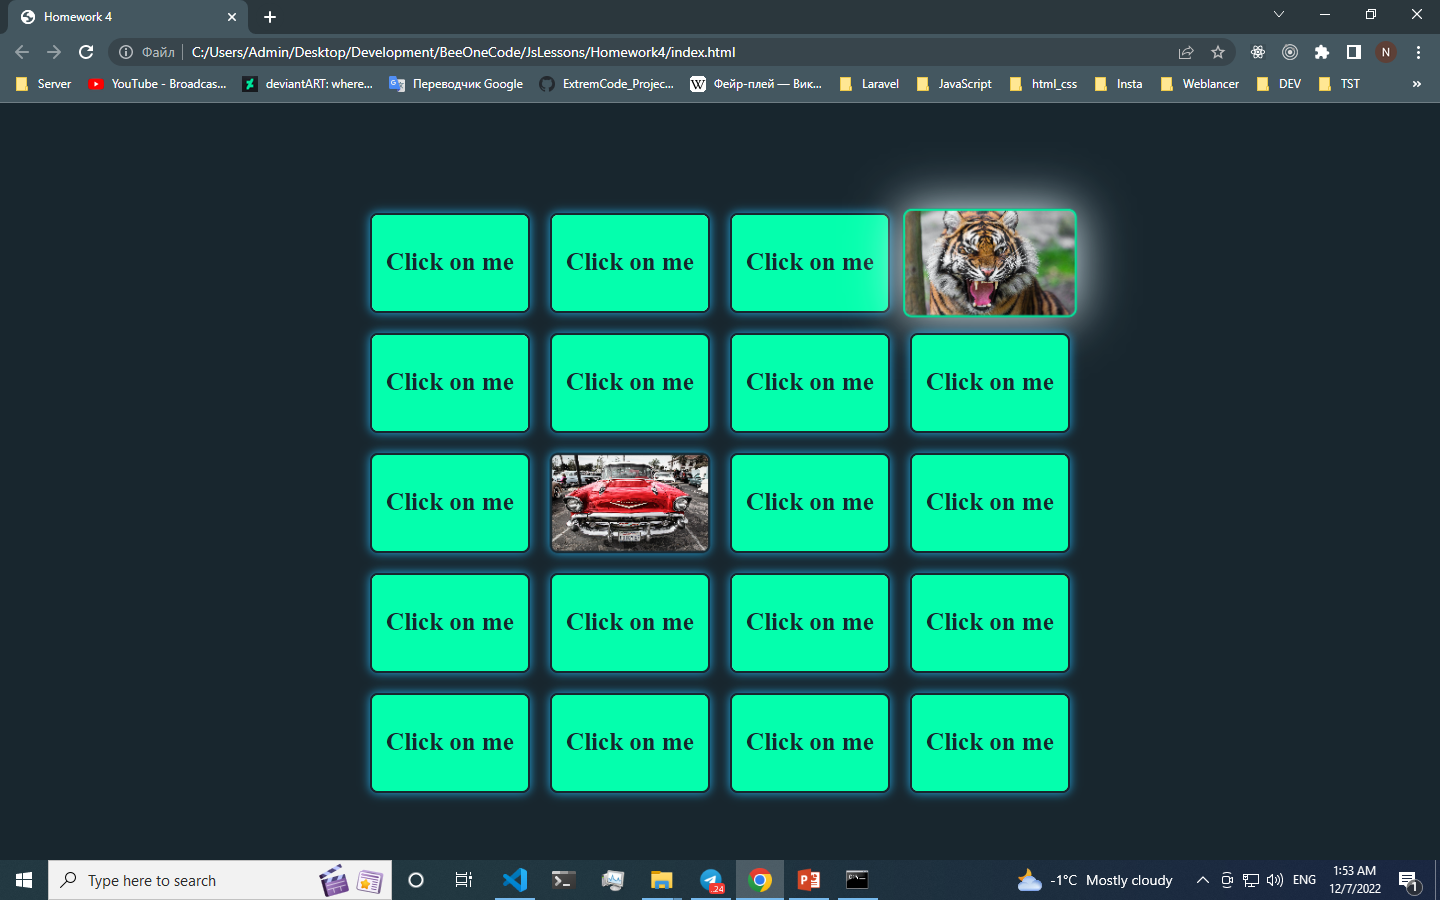 Homework 4
Файл C:/Users/Admin/Desktop/Development/BeeOneCode/JsLessons/Homework4/index.html
N
Server YouTube - Broadcas... deviantART: where... Переводчик Google ExtremCode_Projec... W Фейр-плей — Вик... Laravel JavaScript html_css Insta Weblancer DEV TST »
Click on me Click on me Click on me
Click on me Click on me Click on me Click on me
Click on me Click on me Click on me
Click on me Click on me Click on me Click on me
Click on me Click on me Click on me Click on me
Type here to search
24
-1°C Mostly cloudy
ENG
1:53 AM
12/7/2022
1